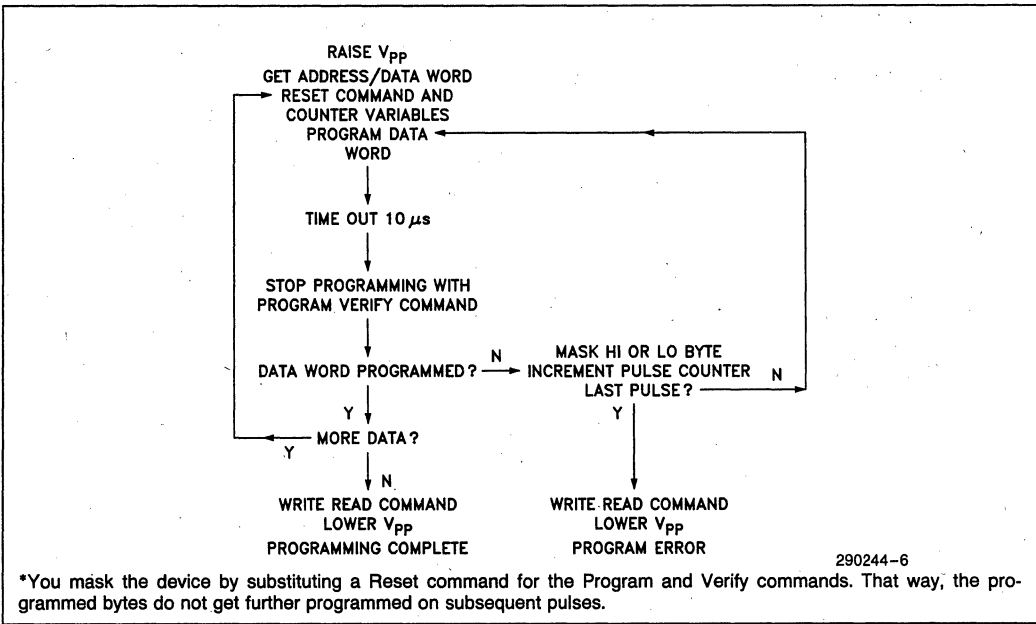 RAISE VPP
GET ADDRESS/DATA WORD
RESET COMMAND AND
COUNTER VARIABLES
PROGRAM DATA
WORD
TIME OUT 10 μs
STOP PROGRAMMING WITH
PROGRAM VERIFY COMMAND
DATA WORD PROGRAMMED?
N
MASK HI OR LO BYTE
INCREMENT PULSE COUNTER
LAST PULSE?
N
Y
Y
MORE DATA?
Y
N
WRITE READ COMMAND
LOWER VPP
PROGRAMMING COMPLETE
WRITE READ COMMAND
LOWER VPP
PROGRAM ERROR
290244-6
*You mask the device by substituting a Reset command for the Program and Verify commands. That way, the pro-
grammed bytes do not get further programmed on subsequent pulses.